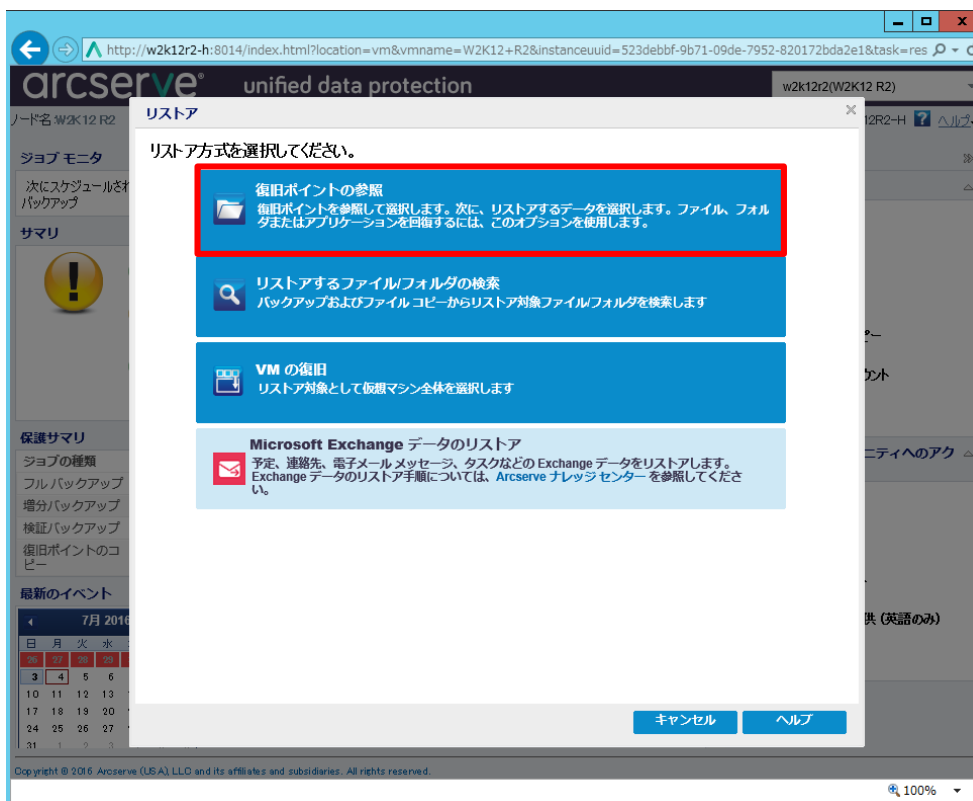 http://w2k12r2-h:8014/index.html?location=vm&vmname=W2K12+R2&instanceuuid=523debbf-9b71-09de-7952-820172bda2e1&task=res
arcserve® unified data protection
w2k12r2(W2K12 R2)
ノード名 W2K12 R2
12R2-H ? ヘルプ
リストア
リストア方式を選択してください。
復旧ポイントの参照
復旧ポイントを参照して選択します。次に、リストアするデータを選択します。ファイル、フォル
ダまたはアプリケーションを回復するには、このオプションを使用します。
リストアするファイル/フォルダの検索
バックアップおよびファイル コピーからリストア対象ファイル/フォルダを検索します
VM の復旧
リストア対象として仮想マシン全体を選択します
Microsoft Exchange データのリストア
予定、連絡先、電子メール メッセージ、タスクなどの Exchange データをリストアします。
Exchange データのリストア手順については、Arcserve ナレッジ センター を参照してくださ
い。
キャンセル
ヘルプ
ジョブ モニタ
次にスケジュールされ
バックアップ
サマリ
保護サマリ
ジョブの種類
フル バックアップ
増分バックアップ
検証バックアップ
復旧ポイントのコ
ピー
最新のイベント
7月 2016
日 月 火 水
26 27 28 29
3 4 5 6
10 11 12 13
17 18 19 20
24 25 26 27
31 1 2 3
ピー
ウント
ニティへのアク
供 (英語のみ)
Copyright © 2016 Arcserve (USA), LLC and its affiliates and subsidiaries. All rights reserved.
100%